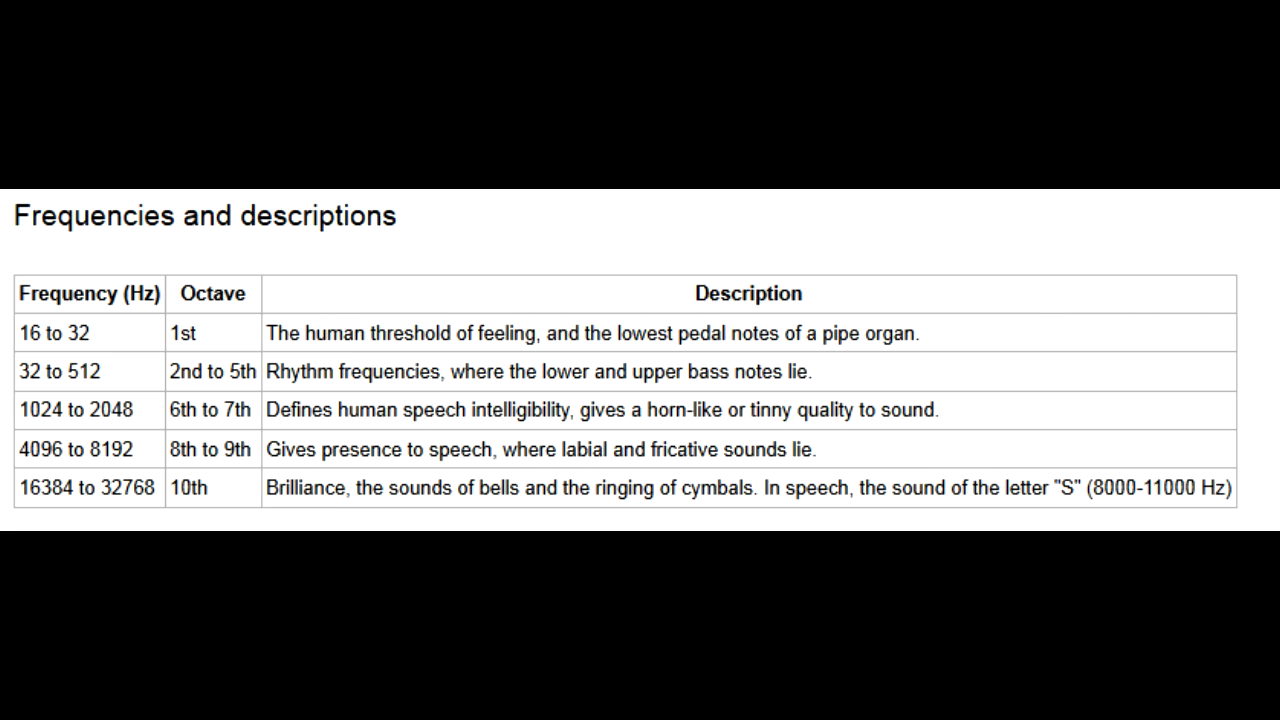 Frequencies and descriptions
Frequency (Hz) Octave Description
16 to 32 1st The human threshold of feeling, and the lowest pedal notes of a pipe organ.
32 to 512 2nd to 5th Rhythm frequencies, where the lower and upper bass notes lie.
1024 to 2048 6th to 7th Defines human speech intelligibility, gives a horn-like or tinny quality to sound.
4096 to 8192 8th to 9th Gives presence to speech, where labial and fricative sounds lie.
16384 to 32768 10th Brilliance, the sounds of bells and the ringing of cymbals. In speech, the sound of the letter "S" (8000-11000 Hz)